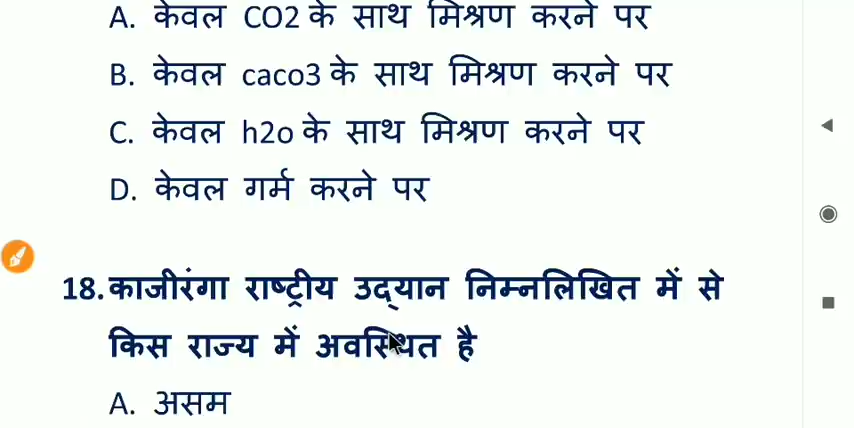 A. केवल CO2 के साथ मिश्रण करने पर
B. केवल caco3 के साथ मिश्रण करने पर
C. केवल h2o के साथ मिश्रण करने पर
D. केवल गर्म करने पर
18. काजीरंगा राष्ट्रीय उद्यान निम्नलिखित में से
किस राज्य में अवस्थित है
A. असम